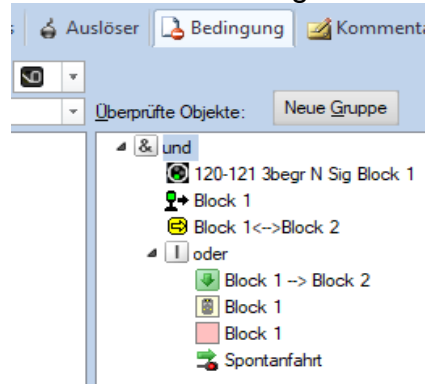 Auslöser Bedingung
Überprüfte Objekte: Neue Gruppe
& und
120-121 3begr N Sig Block 1
Block 1
Block 1<-->Block 2
| oder
Block 1 --> Block 2
Block 1
Block 1
Spontanfahrt